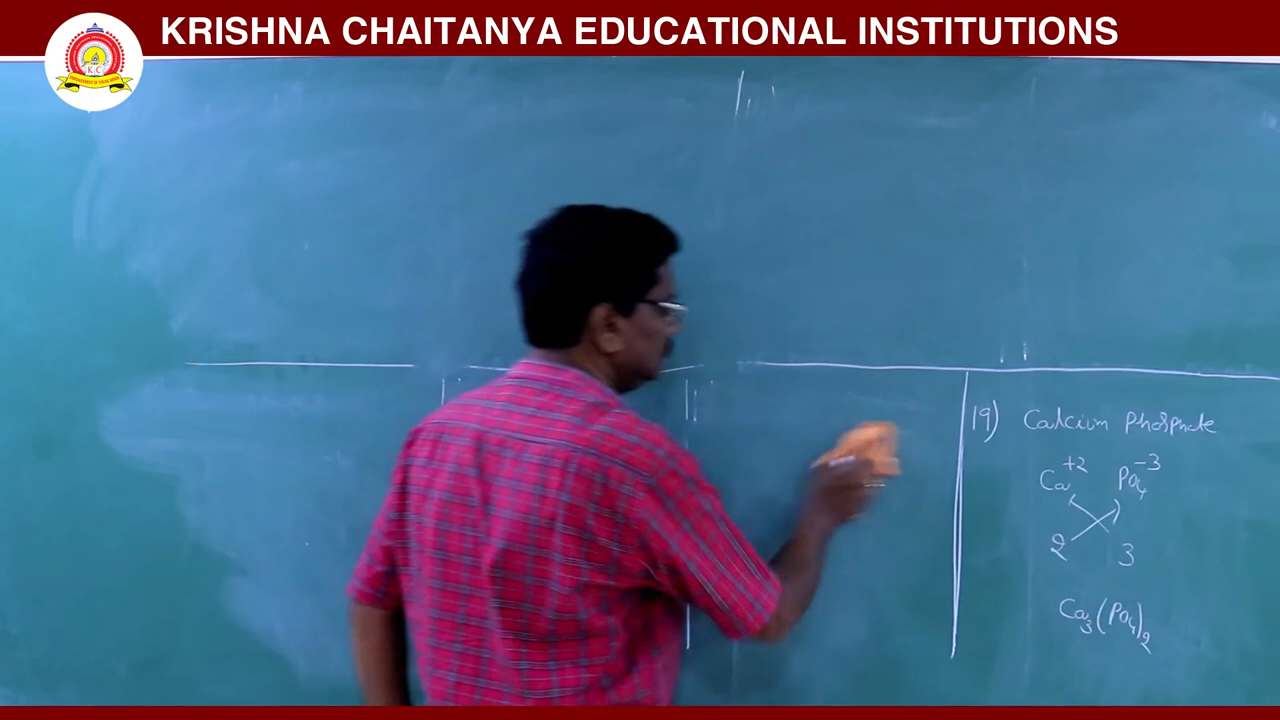 KRISHNA CHAITANYA EDUCATIONAL INSTITUTIONS
K C
19) Calcium phosphate
Ca+2 PO4-3
2 3
Ca3(PO4)2